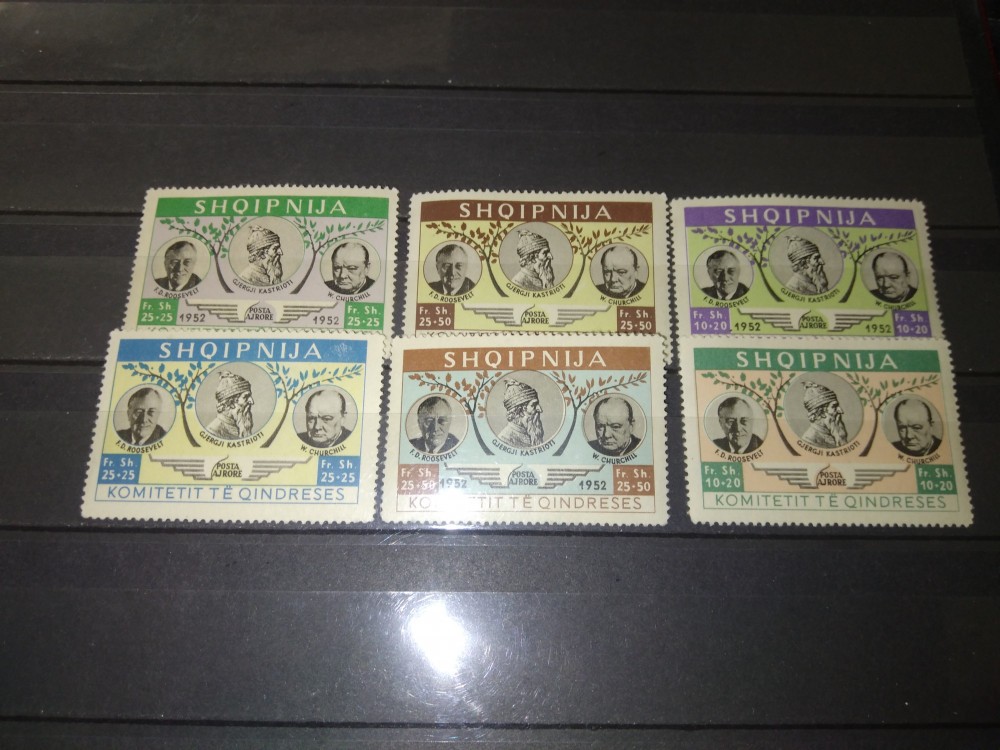 SHQIPNIJA
F.D. ROOSEVELT
GJERGJ KASTRIOTI
W. CHURCHILL
Fr. Sh.
25+25
1952
POSTA
AJRORE
1952
Fr. Sh.
25+25
SHQIPNIJA
F.D. ROOSEVELT
GJERGJI KASTRIOTI
W. CHURCHILL
Fr. Sh
25-50
POSTA
AJRORE
Fr. Sh
25-50
SHQIPNIJA
F.D. ROOSEVELT
GJERGJI KASTRIOTI
W. CHURCHILL
Fr. Sh
10-20
1952
POSTA
AJRORE
1952
Fr. Sh
10-20
SHQIPNIJA
F.D. ROOSEVELT
GJERGJI KASTRIOTI
W. CHURCHILL
Fr. Sh
25-25
POSTA
AJRORE
Fr. Sh
25-25
KOMITETIT TË QINDRESES
SHQIPNIJA
F.D. ROOSEVELT
GJERGJI KASTRIOTI
W. CHURCHILL
Fr. Sh
25-50
1952
POSTA
AJRORE
1952
Fr. Sh
25-50
KOMITETIT TË QINDRESES
SHQIPNIJA
F.D. ROOSEVELT
GJERGJI KASTRIOTI
W. CHURCHILL
Fr. Sh
10-20
POSTA
AJRORE
Fr. Sh
10-20
KOMITETIT TË QINDRESES